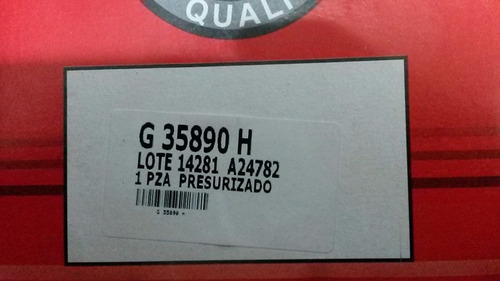 QUALI
G 35890 H
LOTE 14281 A24782
1 PZA PRESURIZADO
G 35890 H